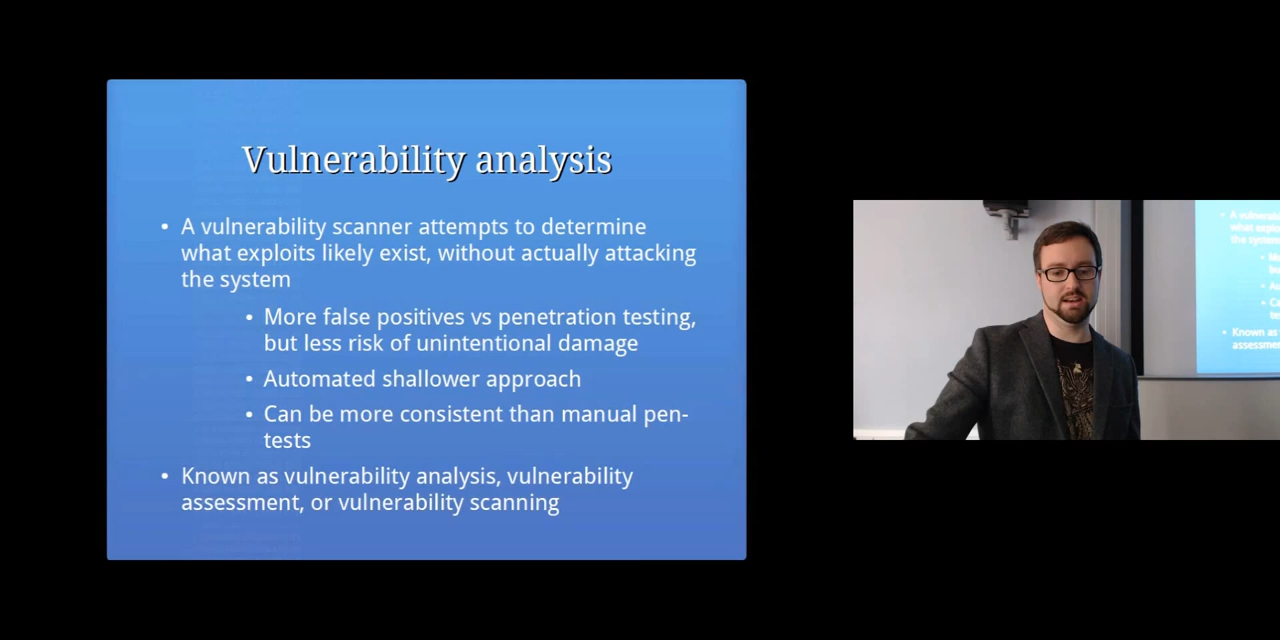 Vulnerability analysis
• A vulnerability scanner attempts to determine
what exploits likely exist, without actually attacking
the system
• More false positives vs penetration testing,
but less risk of unintentional damage
• Automated shallower approach
• Can be more consistent than manual pen-
tests
• Known as vulnerability analysis, vulnerability
assessment, or vulnerability scanning